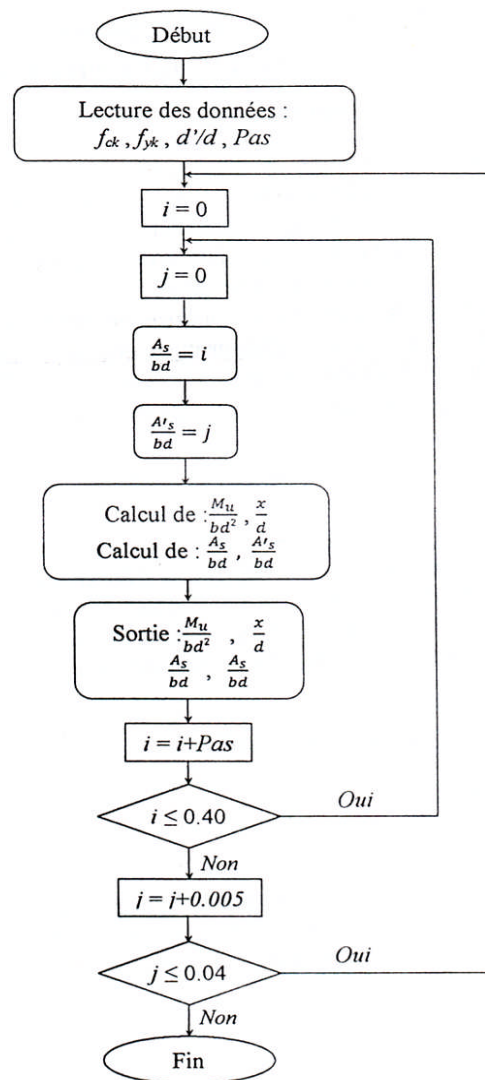 Début
Lecture des données :
f_ck , f_yk , d'/d , Pas
i = 0
j = 0
A_s/bd = i
A'_s/bd = j
Calcul de : M_u/bd² , x/d
Calcul de : A_s/bd , A'_s/bd
Sortie : M_u/bd² , x/d
A_s/bd , A_s/bd
i = i+Pas
i ≤ 0.40
Oui
Non
j = j+0.005
j ≤ 0.04
Oui
Non
Fin